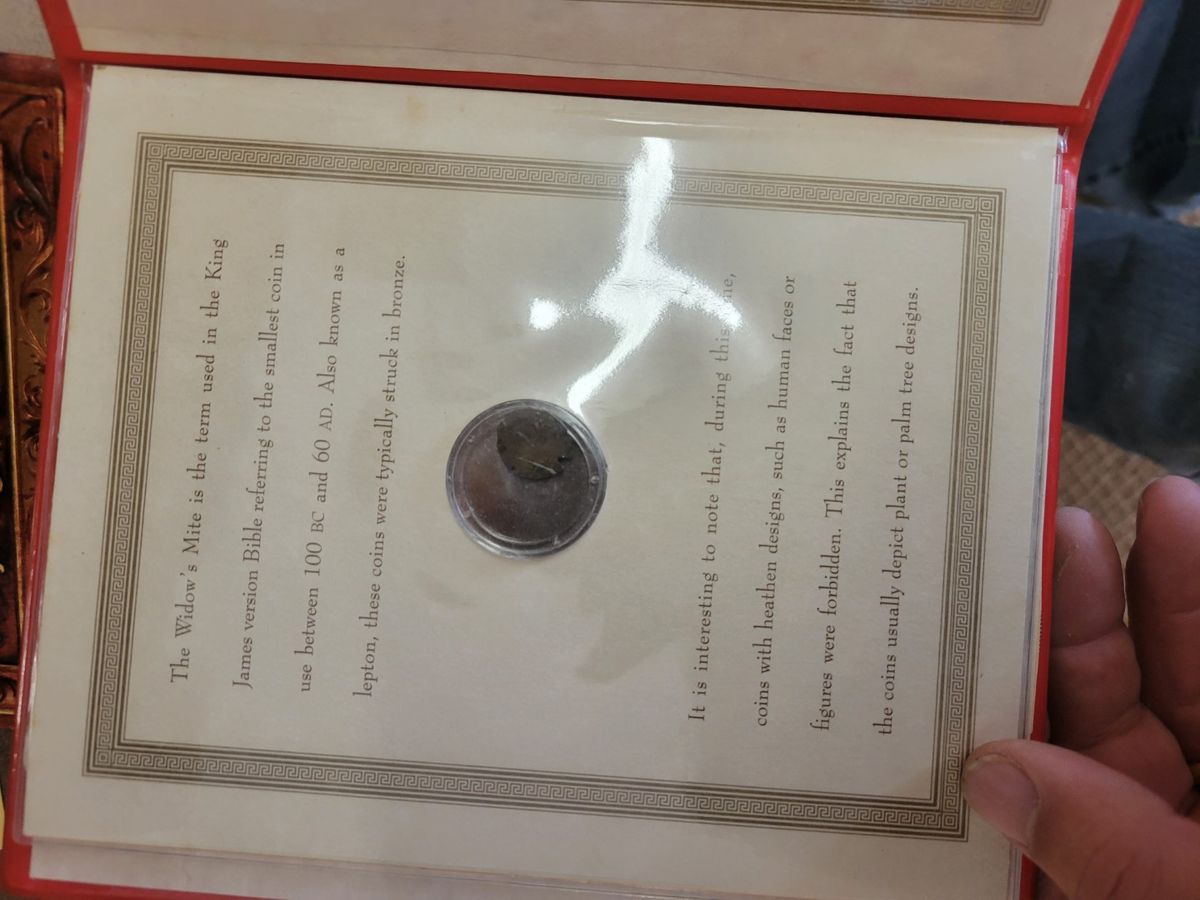 The Widow's Mite is the term used in the King
James version Bible referring to the smallest coin in
use between 100 BC and 60 AD. Also known as a
lepton, these coins were typically struck in bronze.
It is interesting to note that, during this
coins with heathen designs, such as human faces or
figures were forbidden. This explains the fact that
the coins usually depict plant or palm tree designs.